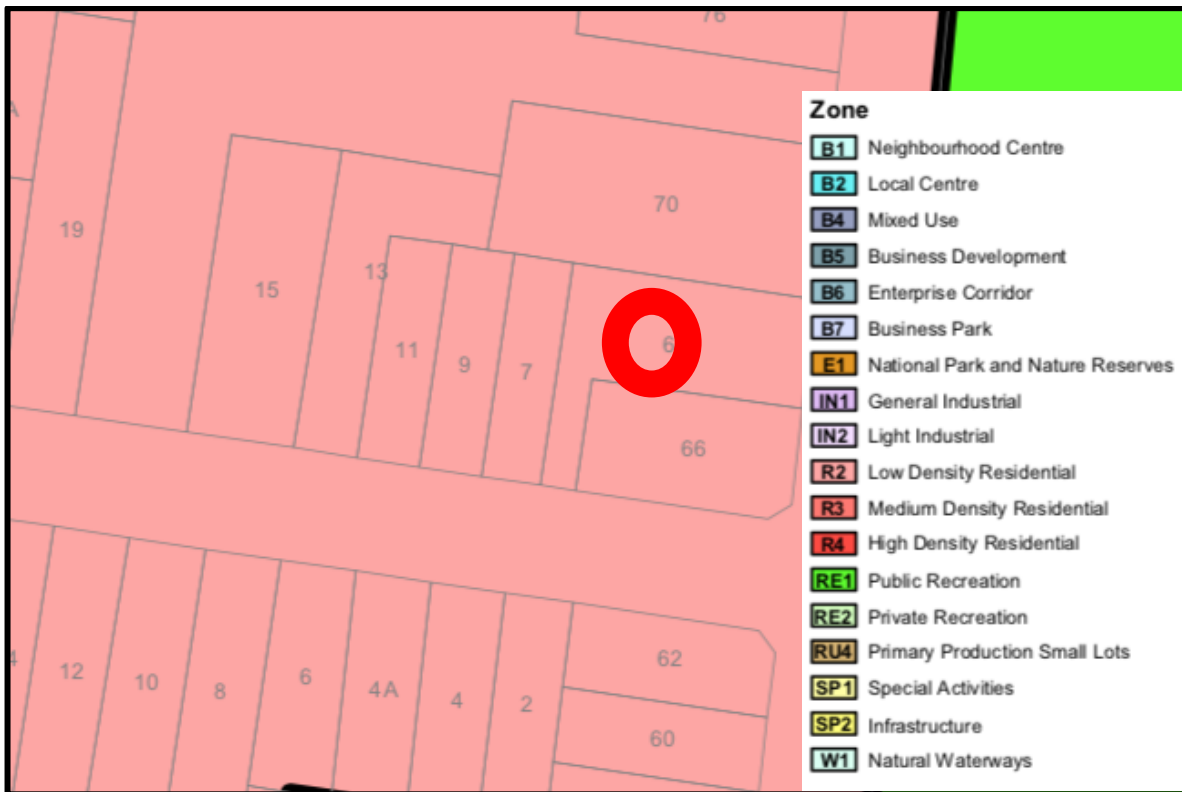 76
70
19
13
15
11
9
7
6
66
Zone
B1 Neighbourhood Centre
B2 Local Centre
B4 Mixed Use
B5 Business Development
B6 Enterprise Corridor
B7 Business Park
E1 National Park and Nature Reserves
IN1 General Industrial
IN2 Light Industrial
R2 Low Density Residential
R3 Medium Density Residential
R4 High Density Residential
RE1 Public Recreation
RE2 Private Recreation
RU4 Primary Production Small Lots
SP1 Special Activities
SP2 Infrastructure
W1 Natural Waterways
12
10
8
6
4A
4
2
62
60